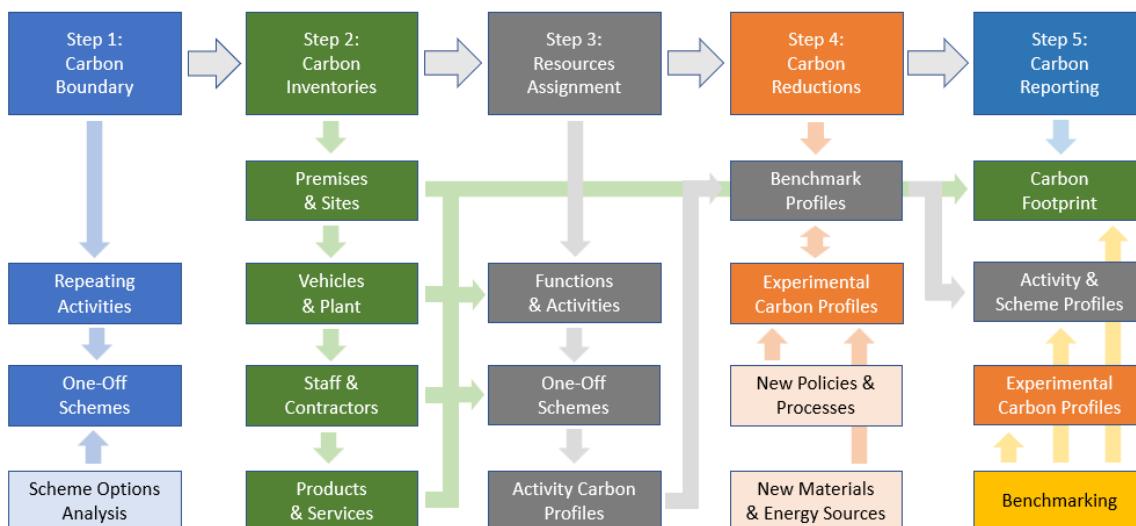 Step 1:
Carbon
Boundary
Step 2:
Carbon
Inventories
Step 3:
Resources
Assignment
Step 4:
Carbon
Reductions
Step 5:
Carbon
Reporting
Premises
& Sites
Benchmark
Profiles
Carbon
Footprint
Repeating
Activities
Vehicles
& Plant
Functions
& Activities
Experimental
Carbon Profiles
Activity &
Scheme Profiles
One-Off
Schemes
Staff &
Contractors
One-Off
Schemes
New Policies &
Processes
Experimental
Carbon Profiles
Scheme Options
Analysis
Products
& Services
Activity Carbon
Profiles
New Materials
& Energy Sources
Benchmarking